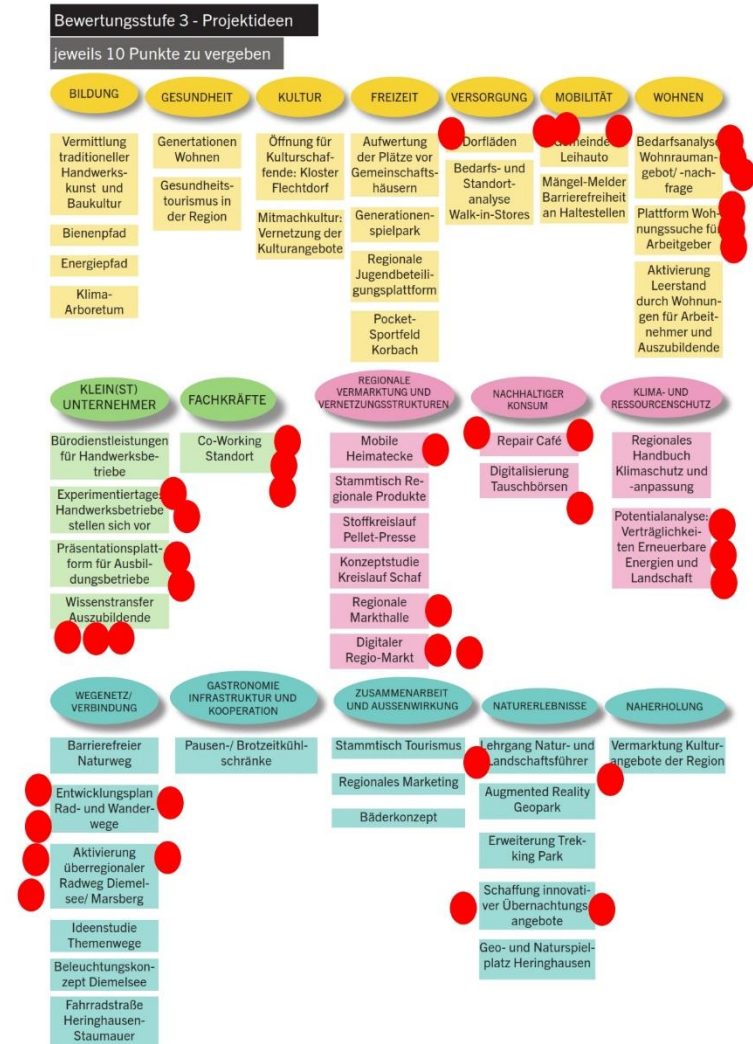 Bewertungsstufe 3 - Projektideen
jeweils 10 Punkte zu vergeben
BILDUNG
Vermittlung
traditioneller
Handwerks-
kunst und
Baukultur
Bienenpfad
Energiepfad
Klima-
Arboretum
GESUNDHEIT
Genertationen
Wohnen
Gesundheits-
tourismus in
der Region
KULTUR
Öffnung für
Kulturschaf-
fende: Kloster
Flechtdorf
Mitmachkultur:
Vernetzung der
Kulturangebote
FREIZEIT
Aufwertung
der Plätze vor
Gemeinschafts-
häusern
Generationen-
spielpark
Regionale
Jugendbeteili-
gungsplattform
Pocket-
Sportfeld
Korbach
VERSORGUNG
Dorfläden
Bedarfs- und
Standort-
analyse
Walk-in-Stores
MOBILITÄT
Gemeinde
Leihauto
Mängel-Melder
Barrierefreiheit
an Haltestellen
WOHNEN
Bedarfsanalyse
Wohnrauman-
gebot/ -nach-
frage
Plattform Woh-
nungssuche für
Arbeitgeber
Aktivierung
Leerstand
durch Wohnun-
gen für Arbeit-
nehmer und
Auszubildende
KLEIN(ST)
UNTERNEHMER
Bürodienstleistungen
für Handwerksbe-
triebe
Experimentiertage:
Handwerksbetriebe
stellen sich vor
Präsentationsplatt-
form für Ausbil-
dungsbetriebe
Wissenstransfer
Auszubildende
FACHKRÄFTE
Co-Working
Standort
REGIONALE
VERMARKTUNG UND
VERNETZUNGSSTRUKTUREN
Mobile
Heimatecke
Stammtisch Re-
gionale Produkte
Stoffkreislauf
Pellet-Presse
Konzeptstudie
Kreislauf Schaf
Regionale
Markthalle
Digitaler
Regio-Markt
NACHHALTIGER
KONSUM
Repair Café
Digitalisierung
Tauschbörsen
KLIMA- UND
RESSOURCENSCHUTZ
Regionales
Handbuch
Klimaschutz und
-anpassung
Potentialanalyse:
Verträglichkei-
ten Erneuerbare
Energien und
Landschaft
WEGENETZ/
VERBINDUNG
Barrierefreier
Naturweg
Entwicklungsplan
Rad- und Wander-
wege
Aktivierung
überregionaler
Radweg Diemel-
see/ Marsberg
Ideenstudie
Themenwege
Beleuchtungskon-
zept Diemelsee
Fahrradstraße
Heringhausen-
Staumauer
GASTRONOMIE
INFRASTRUKTUR UND
KOOPERATION
Pausen-/ Brotzeitkühl-
schränke
ZUSAMMENARBEIT
UND AUSSENWIRKUNG
Stammtisch Tourismus
Regionales Marketing
Bäderkonzept
NATURERLEBNISSE
Lehrgang Natur- und
Landschaftsführer
Augmented Reality
Geopark
Erweiterung Trek-
king Park
Schaffung innovati-
ver Übernachtungs
angebote
Geo- und Naturspiel-
platz Heringhausen
NAHERHOLUNG
Vermarktung Kultur-
angebote der Region